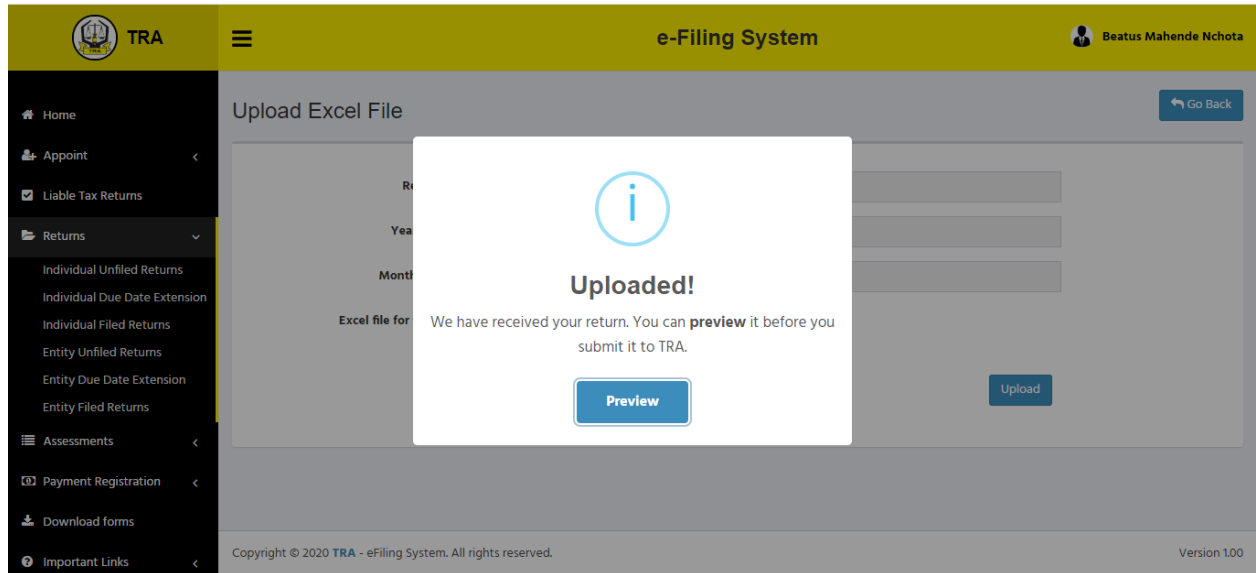 TRA
e-Filing System
Beatus Mahende Nchota
Home
Appoint
Liable Tax Returns
Returns
Individual Unfiled Returns
Individual Due Date Extension
Individual Filed Returns
Entity Unfiled Returns
Entity Due Date Extension
Entity Filed Returns
Assessments
Payment Registration
Download forms
Important Links
Upload Excel File
Go Back
Yea
Month
Excel file for
Uploaded!
We have received your return. You can preview it before you
submit it to TRA.
Preview
Upload
Copyright © 2020 TRA - eFiling System. All rights reserved.
Version 1.00